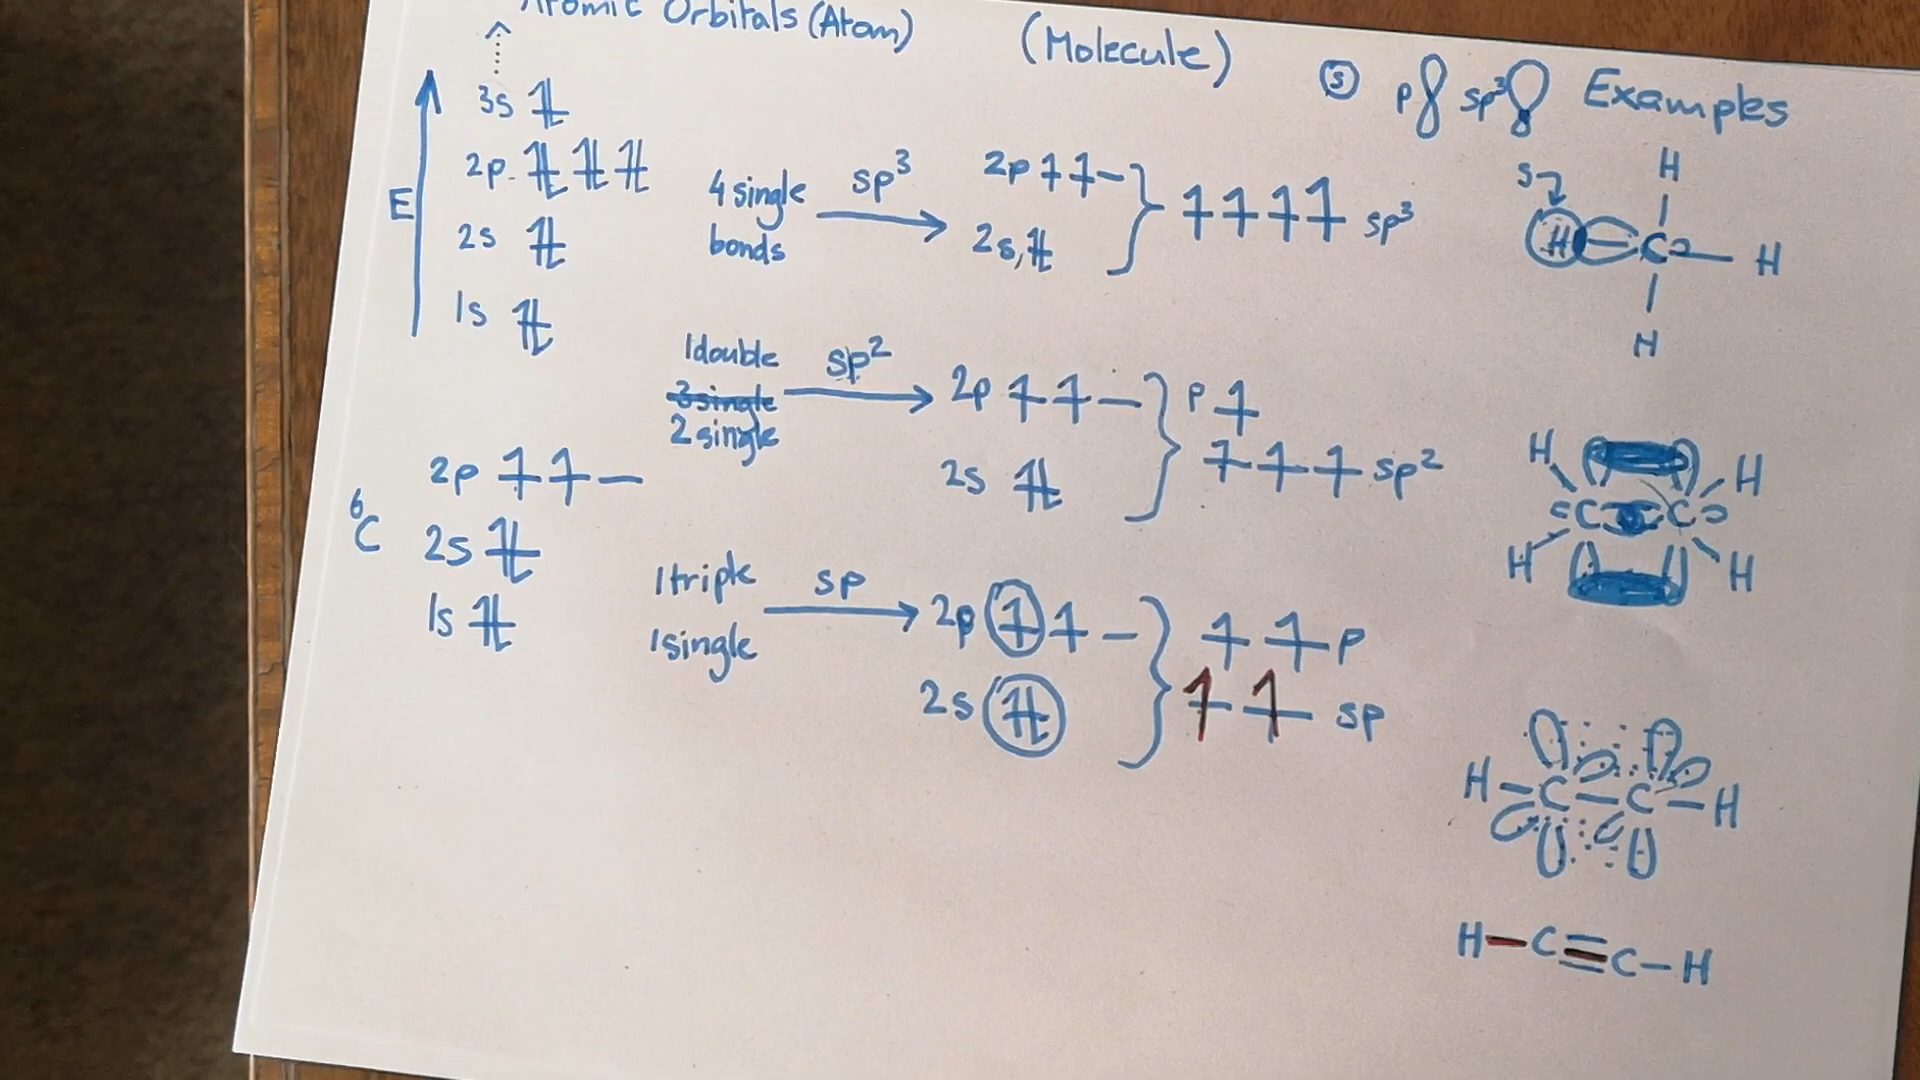 Atomic Orbitals (Atom)
(Molecule)
s p sp³ Examples
E
3s
2p
2s
1s
4 single
bonds
sp³
2p
2s
sp³
s
H
H C H
H
1 double
3 single
2 single
sp²
2p
2s
p
sp²
H H
C C
H H
⁶C
2p
2s
1s
1 triple
1 single
sp
2p
2s
p
sp
H-C-C-H
H-C≡C-H